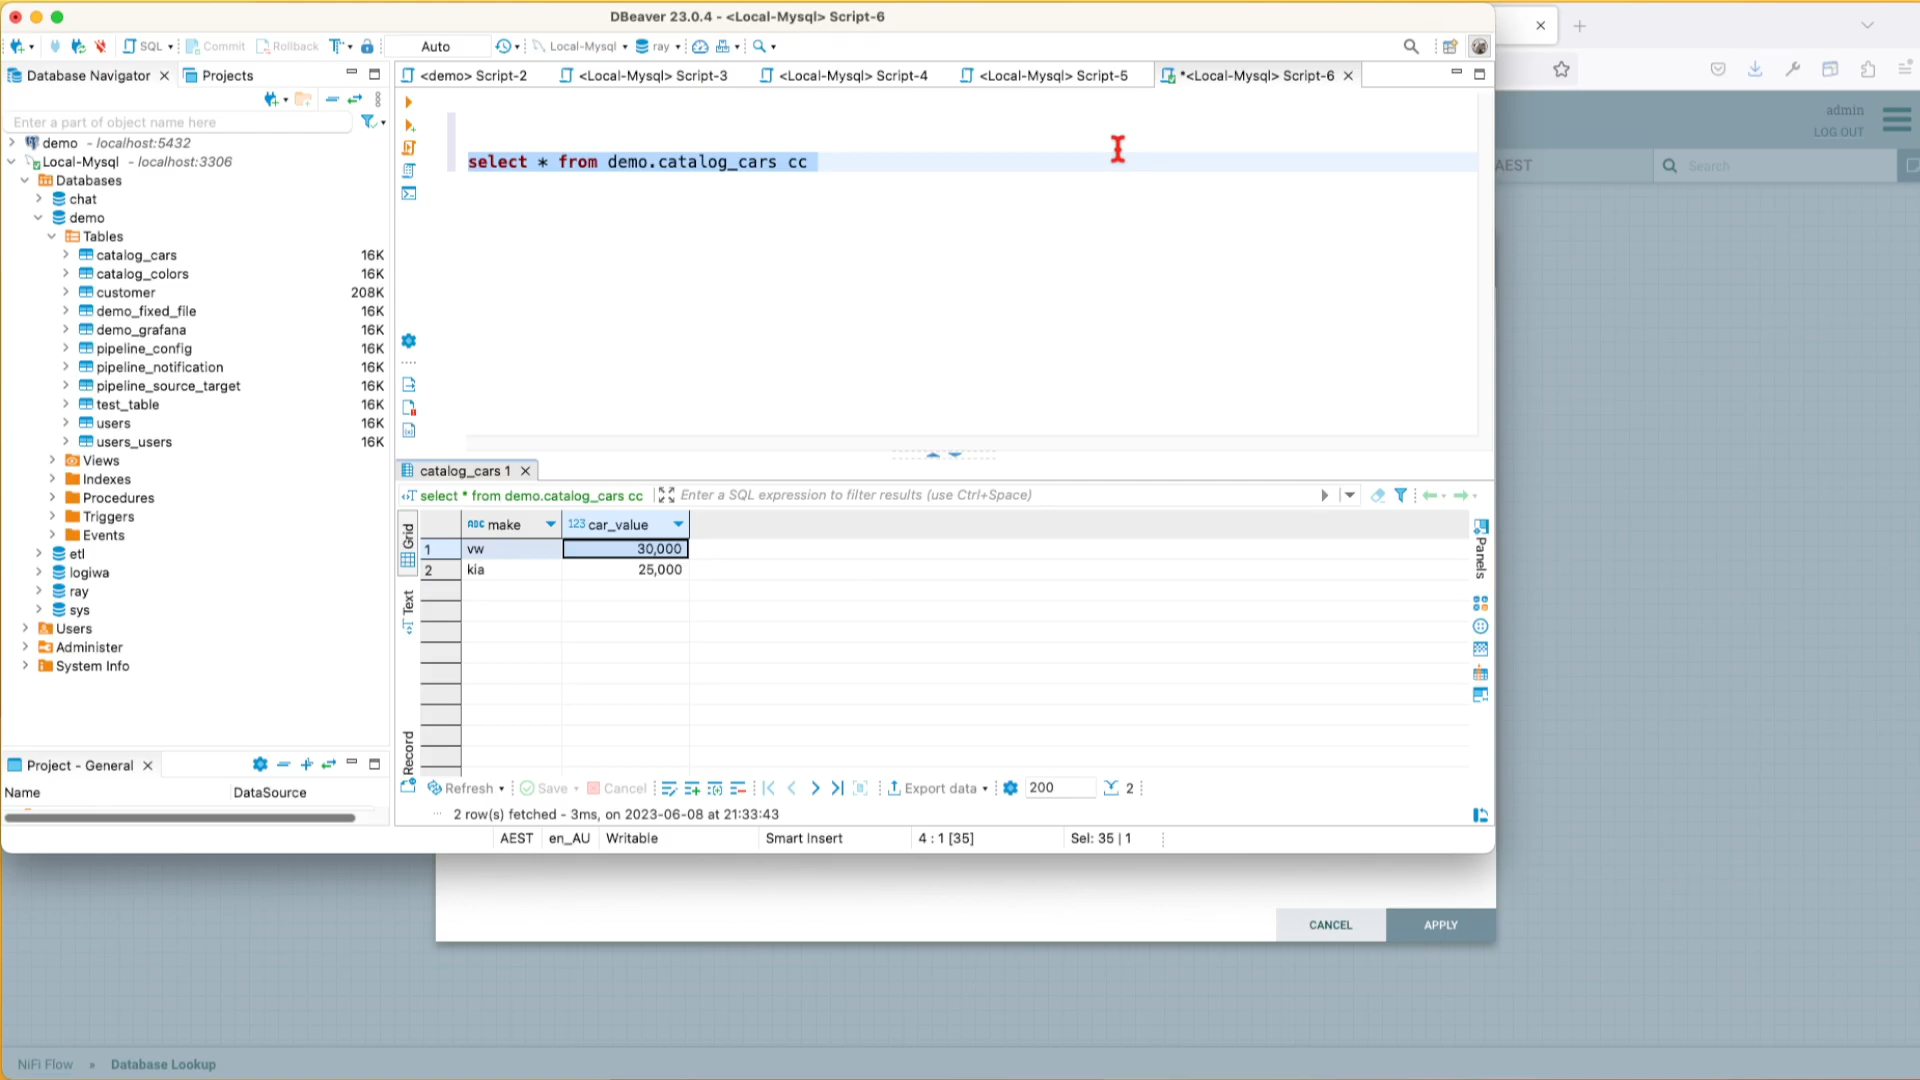 DBeaver 23.0.4 - <Local-Mysql> Script-6
SQL
Commit
Rollback
Auto
Local-Mysql
ray
Database Navigator
Projects
<demo> Script-2
<Local-Mysql> Script-3
<Local-Mysql> Script-4
<Local-Mysql> Script-5
*<Local-Mysql> Script-6
Enter a part of object name here
demo - localhost:5432
Local-Mysql - localhost:3306
Databases
chat
demo
Tables
catalog_cars 16K
catalog_colors 16K
customer 208K
demo_fixed_file 16K
demo_grafana 16K
pipeline_config 16K
pipeline_notification 16K
pipeline_source_target 16K
test_table 16K
users 16K
users_users 16K
Views
Indexes
Procedures
Triggers
Events
etl
logiwa
ray
sys
Users
Administer
System Info
Project - General
Name DataSource
select * from demo.catalog_cars cc
catalog_cars 1
select * from demo.catalog_cars cc
Enter a SQL expression to filter results (use Ctrl+Space)
Grid
Text
Record
ABC make 123 car_value
1 vw 30,000
2 kia 25,000
Panels
Refresh
Save
Cancel
Export data
200
2
2 row(s) fetched - 3ms, on 2023-06-08 at 21:33:43
AEST en_AU Writable Smart Insert 4 : 1 [35] Sel: 35 | 1
admin
LOG OUT
AEST
Search
CANCEL
APPLY
NiFi Flow » Database Lookup